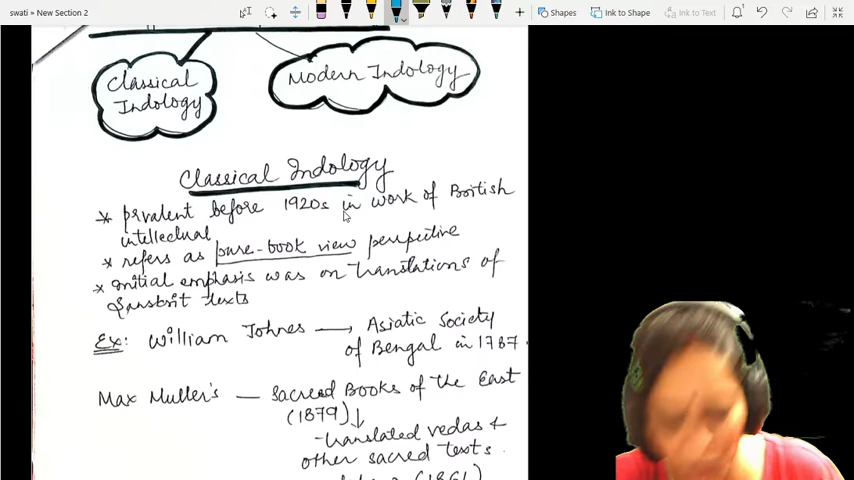 swati » New Section 2
Shapes
Ink to Shape
Ink to Text
Classical
Indology
Modern Indology
Classical Indology
* prvalent before 1920s in work of British
intellectual
* refers as pure-book view perspective
* initial emphasis was on translations of
Sanskrit texts
Ex: William Johnes → Asiatic Society
of Bengal in 1787.
Max Muller's — Sacred Books of the East
(1879)
- translated vedas +
other sacred texts.
(1861)